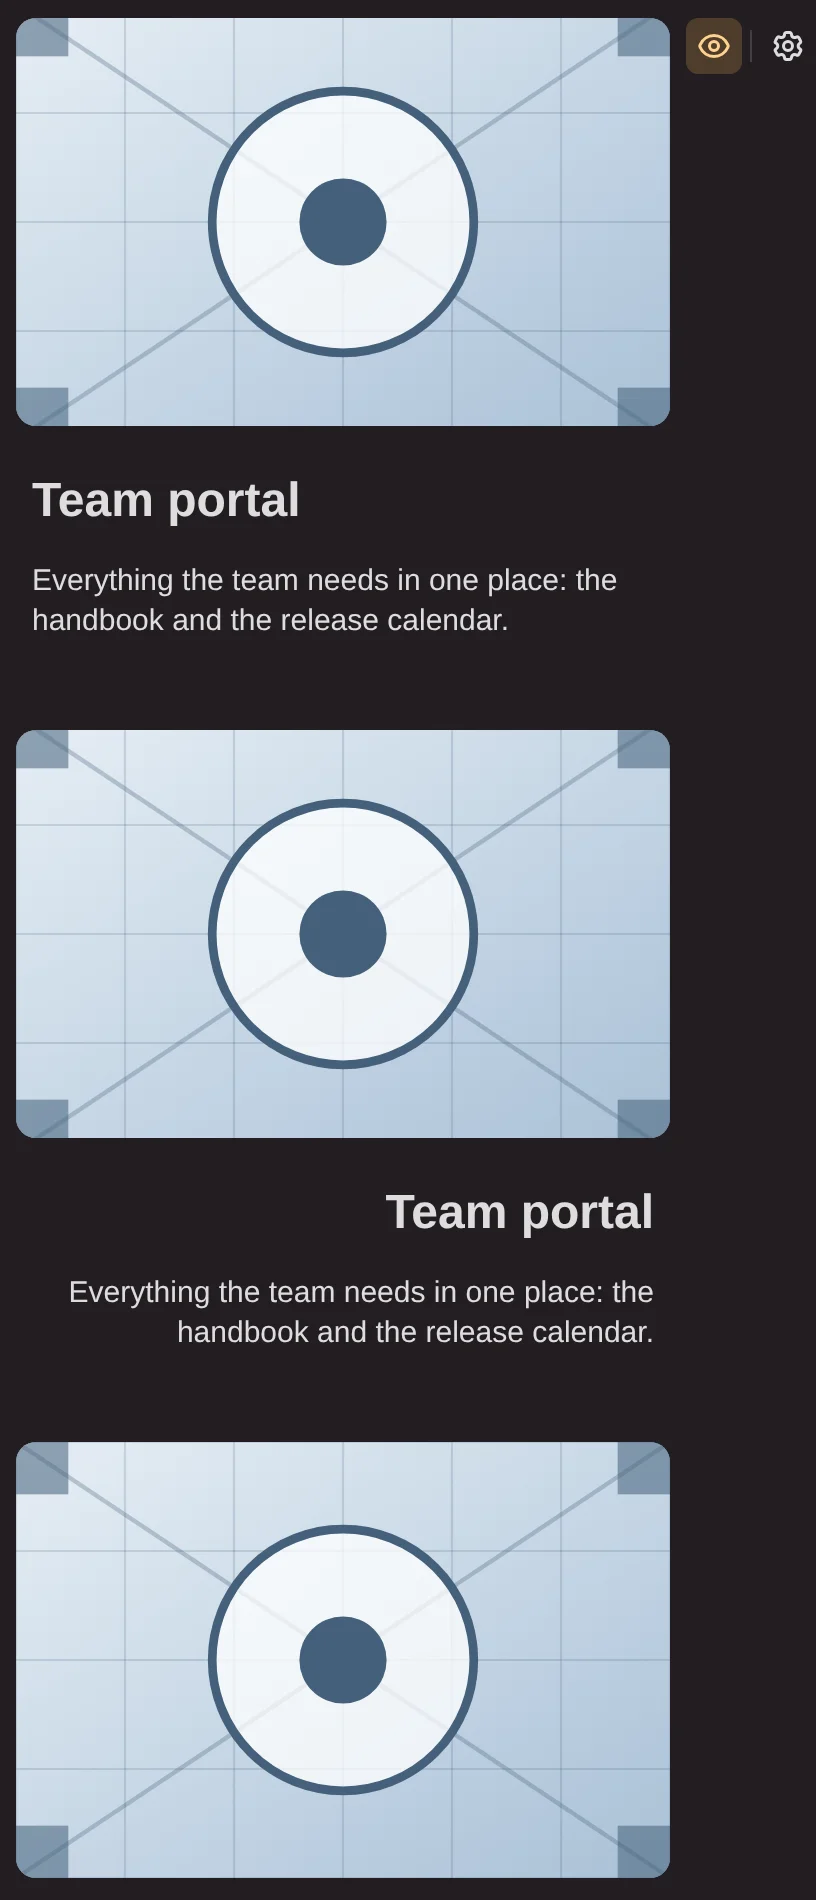 Team portal
Everything the team needs in one place: the
handbook and the release calendar.
Team portal
Everything the team needs in one place: the
handbook and the release calendar.